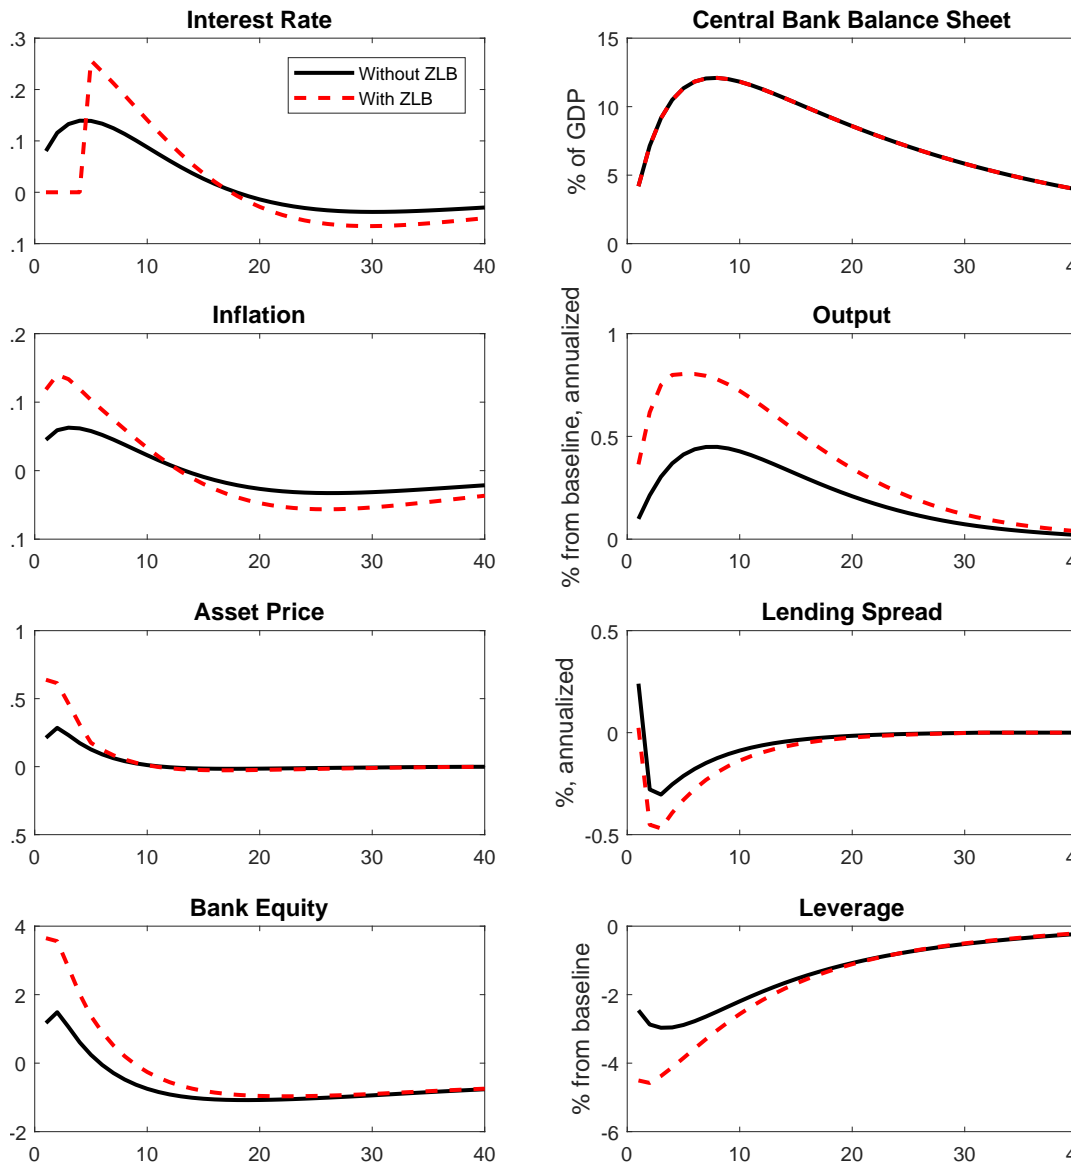 Interest Rate
.3
.2
.1
0
.1
0 10 20 30 40
Without ZLB
With ZLB
Central Bank Balance Sheet
% of GDP
15
10
5
0
0 10 20 30 4
Inflation
.2
.1
0
.1
0 10 20 30 40
Output
% from baseline, annualized
1
0.5
0
0 10 20 30 4
Asset Price
1
.5
0
.5
0 10 20 30 40
Lending Spread
%, annualized
0.5
0
-0.5
0 10 20 30 4
Bank Equity
4
2
0
-2
0 10 20 30 40
Leverage
% from baseline
0
-2
-4
-6
0 10 20 30 4